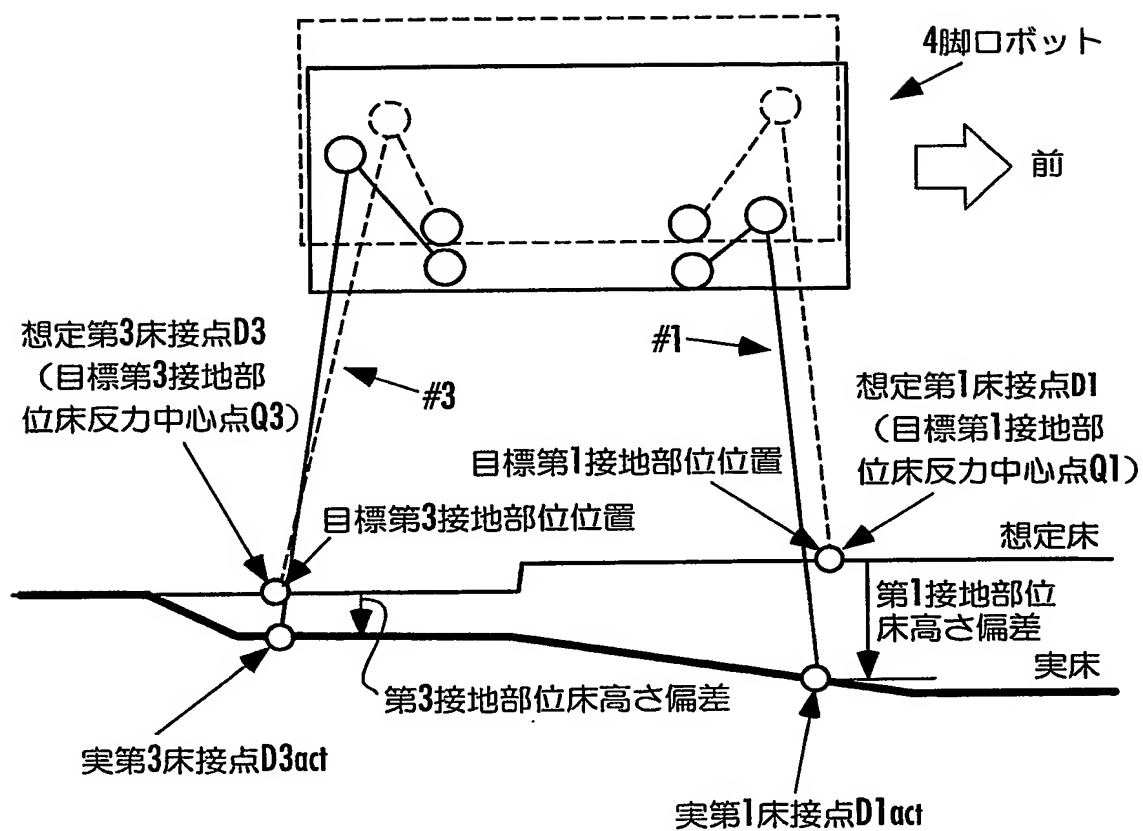 4脚ロボット
前
想定第3床接点D3
（目標第3接地部
位床反力中心点Q3）
#3
#1
想定第1床接点D1
（目標第1接地部
位床反力中心点Q1）
目標第1接地部位位置
目標第3接地部位位置
想定床
第1接地部位
床高さ偏差
実床
第3接地部位床高さ偏差
実第3床接点D3act
実第1床接点D1act